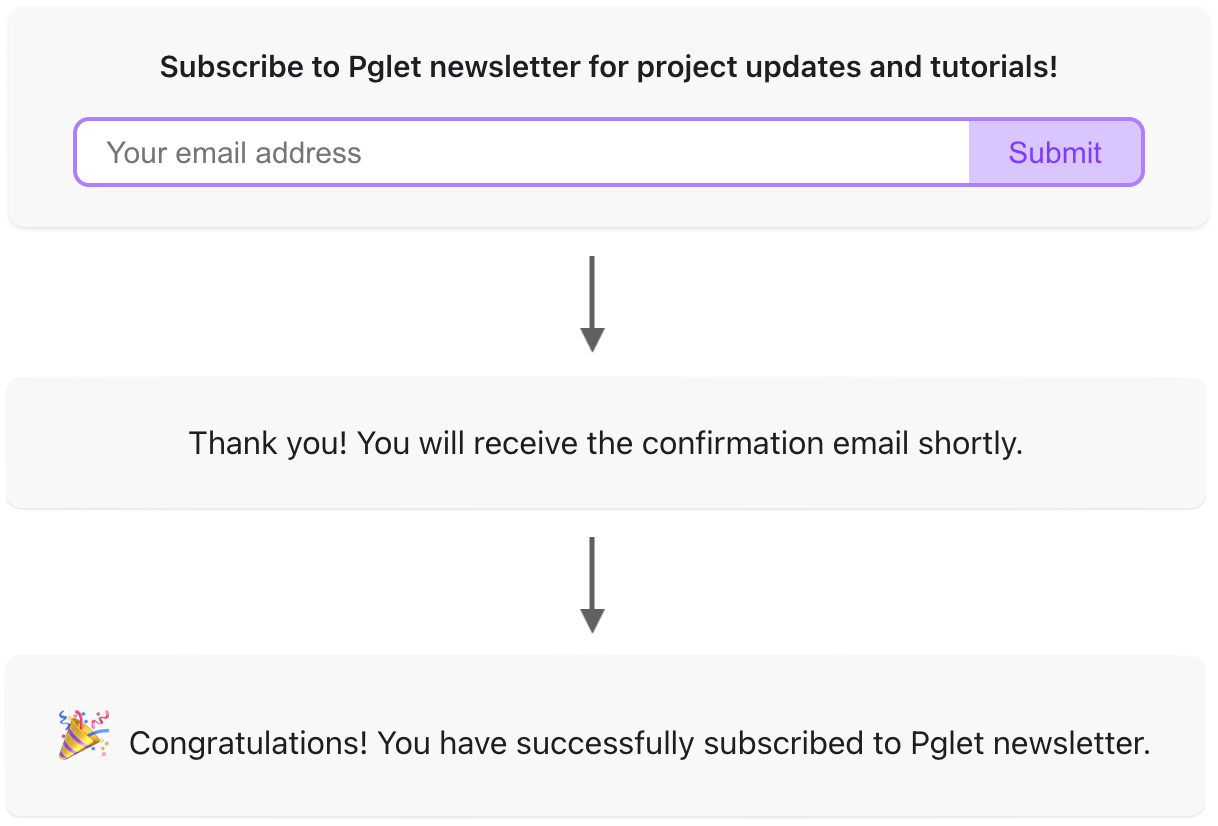 Subscribe to Pglet newsletter for project updates and tutorials!
Your email address
Submit
Thank you! You will receive the confirmation email shortly.
🎉 Congratulations! You have successfully subscribed to Pglet newsletter.